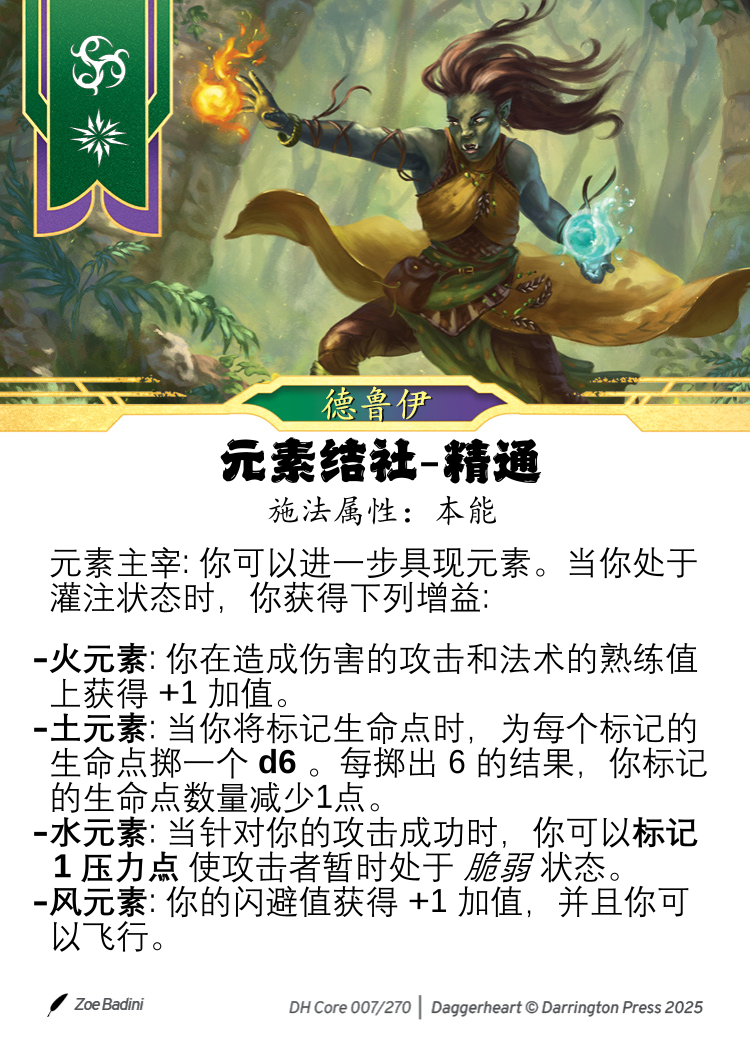 德鲁伊
元素结社-精通
施法属性：本能
元素主宰: 你可以进一步具现元素。当你处于
灌注状态时，你获得下列增益:
-火元素: 你在造成伤害的攻击和法术的熟练值
上获得 +1 加值。
-土元素: 当你将标记生命点时，为每个标记的
生命点掷一个 d6 。每掷出 6 的结果，你标记
的生命点数量减少1点。
-水元素: 当针对你的攻击成功时，你可以标记
1 压力点 使攻击者暂时处于 脆弱 状态。
-风元素: 你的闪避值获得 +1 加值，并且你可
以飞行。
Zoe Badini
DH Core 007/270 | Daggerheart © Darrington Press 2025